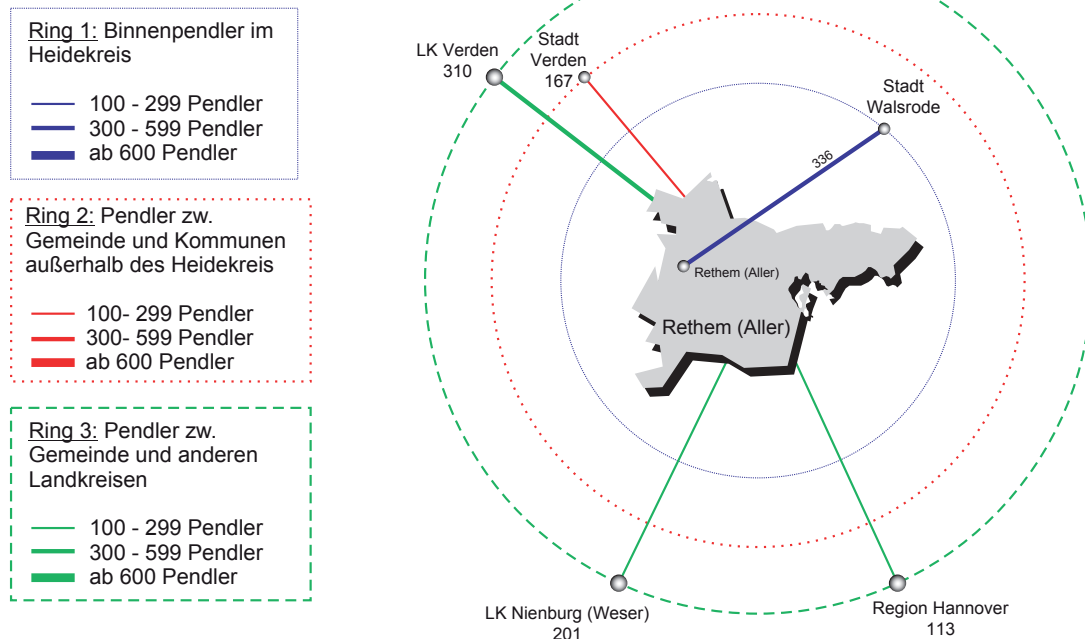 Ring 1: Binnenpendler im
Heidekreis
100 - 299 Pendler
300 - 599 Pendler
ab 600 Pendler
Ring 2: Pendler zw.
Gemeinde und Kommunen
außerhalb des Heidekreis
100- 299 Pendler
300- 599 Pendler
ab 600 Pendler
Ring 3: Pendler zw.
Gemeinde und anderen
Landkreisen
100 - 299 Pendler
300 - 599 Pendler
ab 600 Pendler
LK Verden
310
Stadt
Verden
167
Stadt
Walsrode
336
Rethem (Aller)
Rethem (Aller)
LK Nienburg (Weser)
201
Region Hannover
113